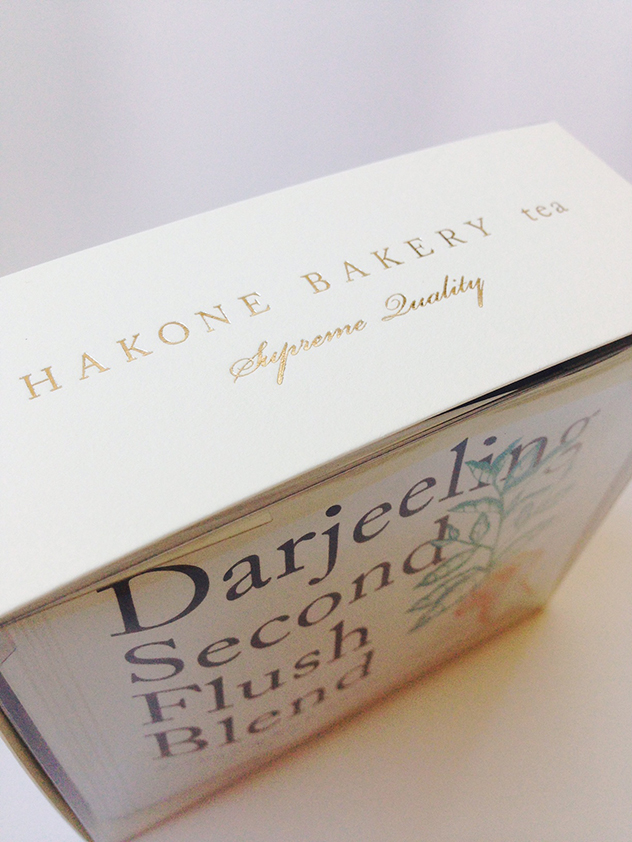 HAKONE BAKERY tea
Supreme Quality
Darjeeling
Second
Flush
Blend